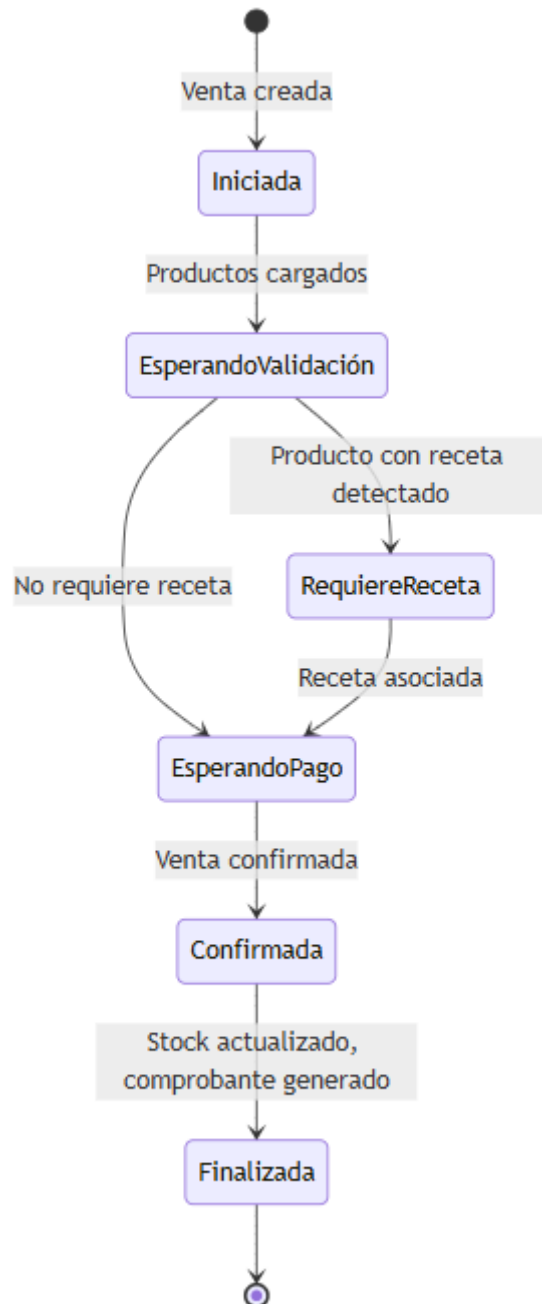 Venta creada
Iniciada
Productos cargados
EsperandoValidación
Producto con receta
detectado
No requiere receta
RequiereReceta
Receta asociada
EsperandoPago
Venta confirmada
Confirmada
Stock actualizado,
comprobante generado
Finalizada